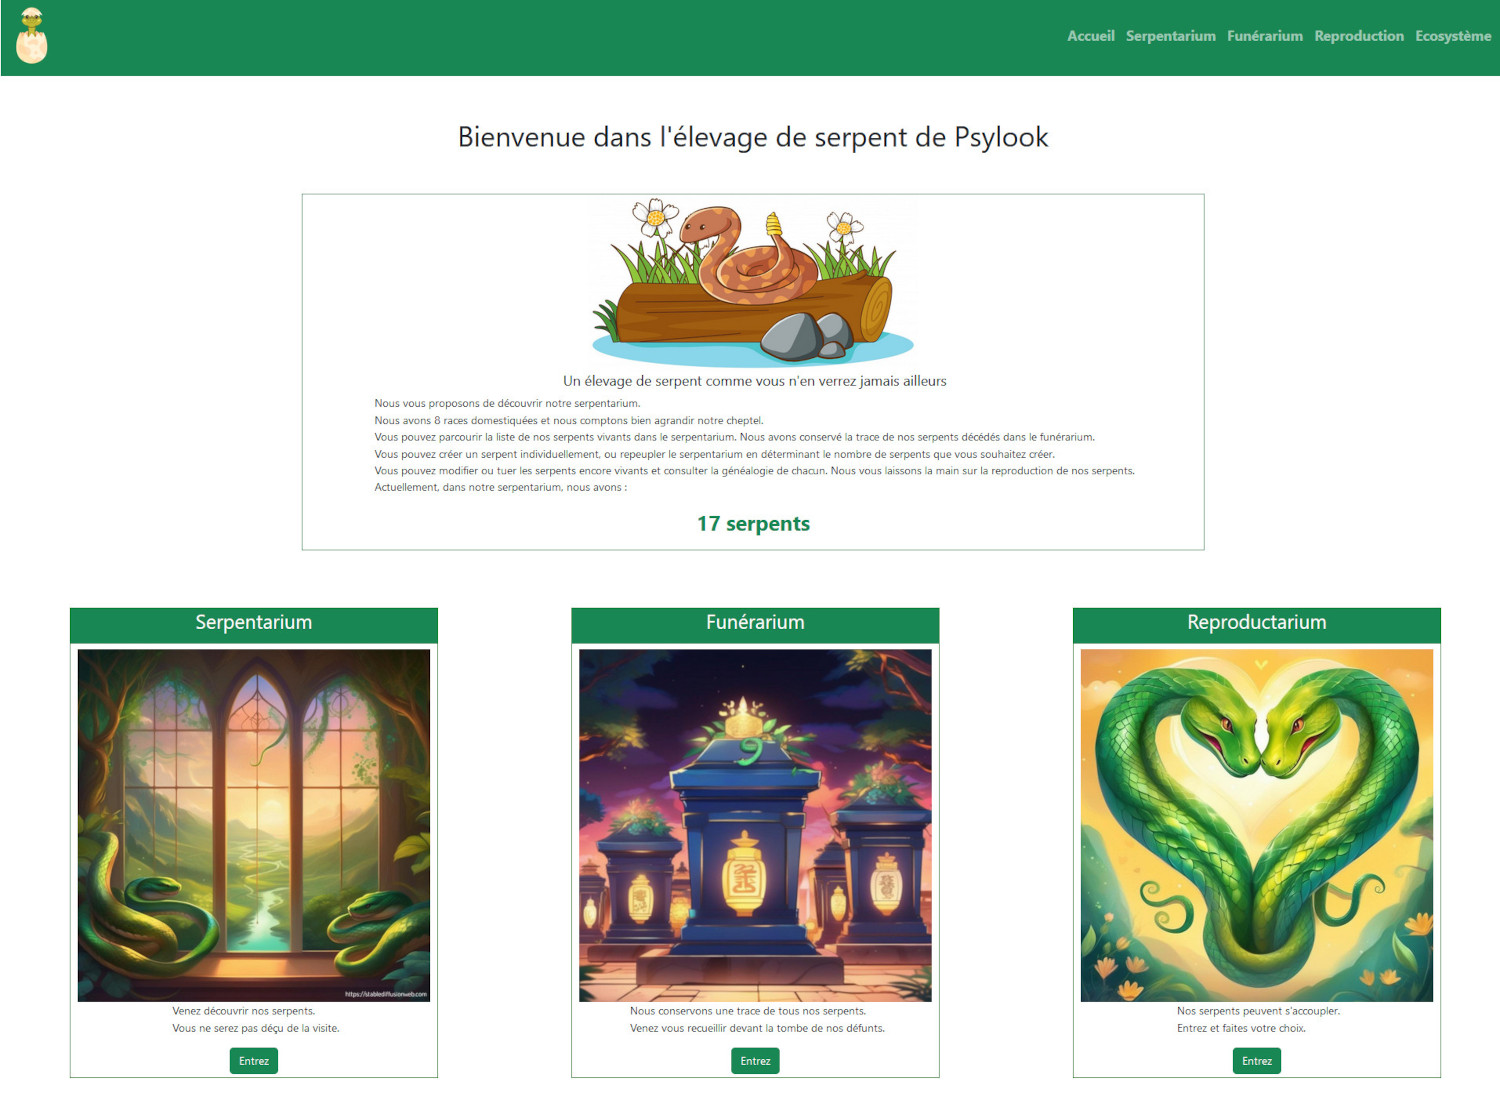 Accueil Serpentarium Funérarium Reproduction Ecosystème
Bienvenue dans l'élevage de serpent de Psylook
Un élevage de serpent comme vous n'en verrez jamais ailleurs
Nous vous proposons de découvrir notre serpentarium.
Nous avons 8 races domestiquées et nous comptons bien agrandir notre cheptel.
Vous pouvez parcourir la liste de nos serpents vivants dans le serpentarium. Nous avons conservé la trace de nos serpents décédés dans le funérarium.
Vous pouvez créer un serpent individuellement, ou repeupler le serpentarium en déterminant le nombre de serpents que vous souhaitez créer.
Vous pouvez modifier ou tuer les serpents encore vivants et consulter la généalogie de chacun. Nous vous laissons la main sur la reproduction de nos serpents.
Actuellement, dans notre serpentarium, nous avons :
17 serpents
Serpentarium
https://stablediffusionweb.com
Venez découvrir nos serpents.
Vous ne serez pas déçu de la visite.
Entrez
Funérarium
Nous conservons une trace de tous nos serpents.
Venez vous recueillir devant la tombe de nos défunts.
Entrez
Reproductarium
Nos serpents peuvent s'accoupler.
Entrez et faites votre choix.
Entrez